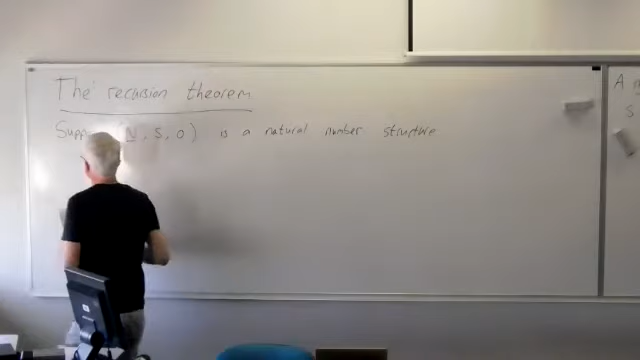 The recursion theorem
(N, S, 0) is a natural number structure
A
S